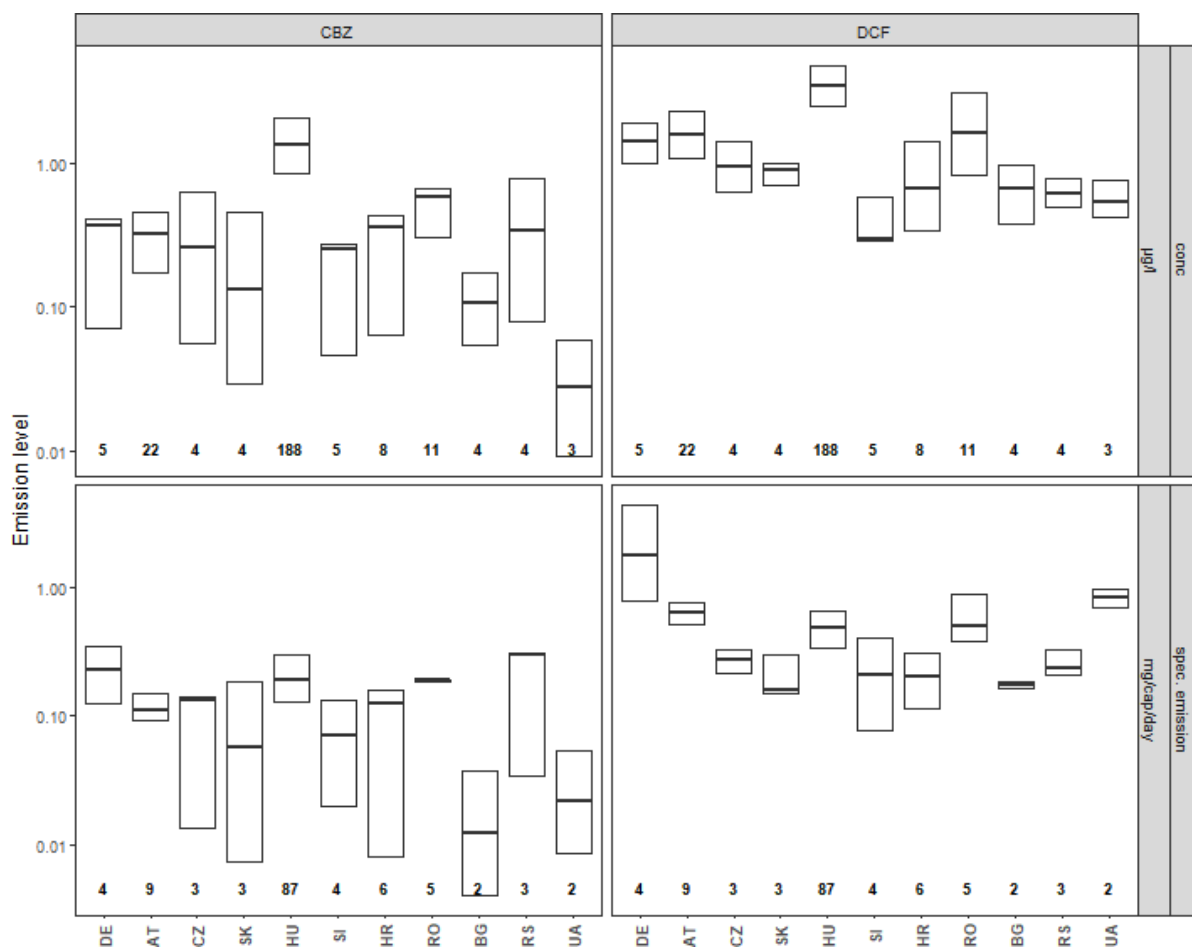 CBZ DCF
Emission level
1.00
0.10
0.01
5 22 4 4 188 5 8 11 4 4 3
5 22 4 4 188 5 8 11 4 4 3
conc
µg/l
1.00
0.10
0.01
4 9 3 3 87 4 6 5 2 3 2
4 9 3 3 87 4 6 5 2 3 2
spec. emission
mg/cap/day
DE AT CZ SK HU SI HR RO BG RS UA
DE AT CZ SK HU SI HR RO BG RS UA